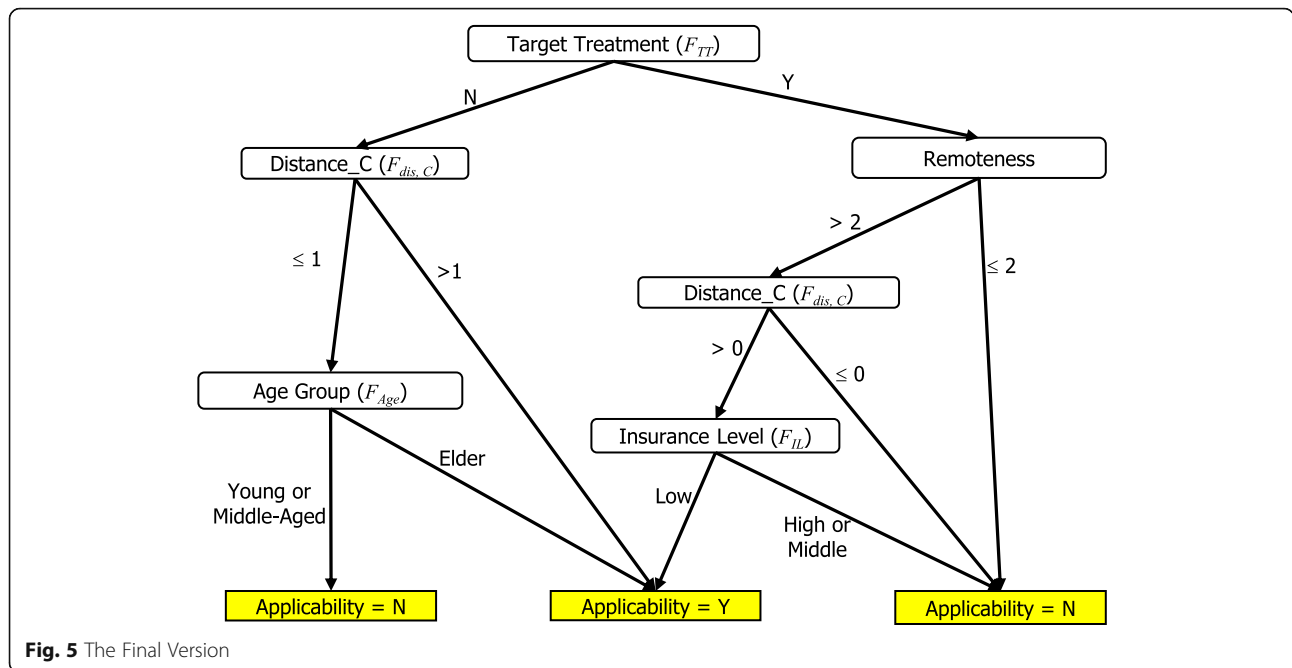 Target Treatment (F_TT)
N
Y
Distance_C (F_dis, C)
Remoteness
> 2
≤ 1
>1
≤ 2
Distance_C (F_dis, C)
> 0
≤ 0
Age Group (F_Age)
Insurance Level (F_IL)
Elder
Low
Young or
Middle-Aged
High or
Middle
Applicability = N
Applicability = Y
Applicability = N
Fig. 5 The Final Version